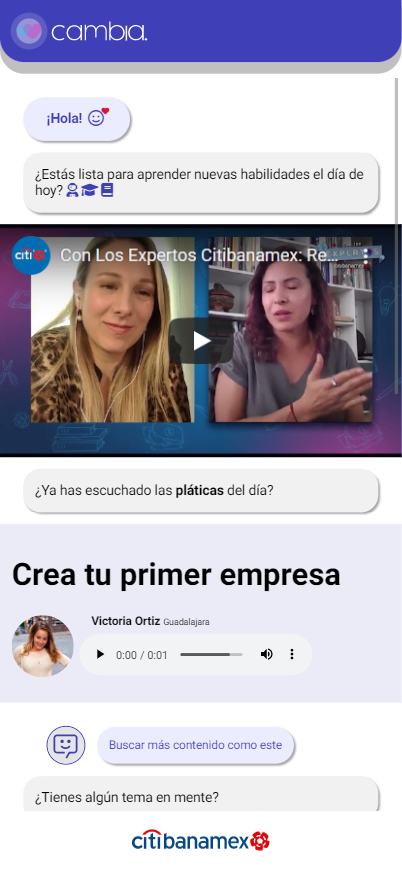 cambia.
¡Hola!
¿Estás lista para aprender nuevas habilidades el día de
hoy?
citi
Con Los Expertos Citibanamex: Re...
citibanamex
¿Ya has escuchado las pláticas del día?
Crea tu primer empresa
Victoria Ortiz Guadalajara
0:00 / 0:01
Buscar más contenido como este
¿Tienes algún tema en mente?
citibanamex